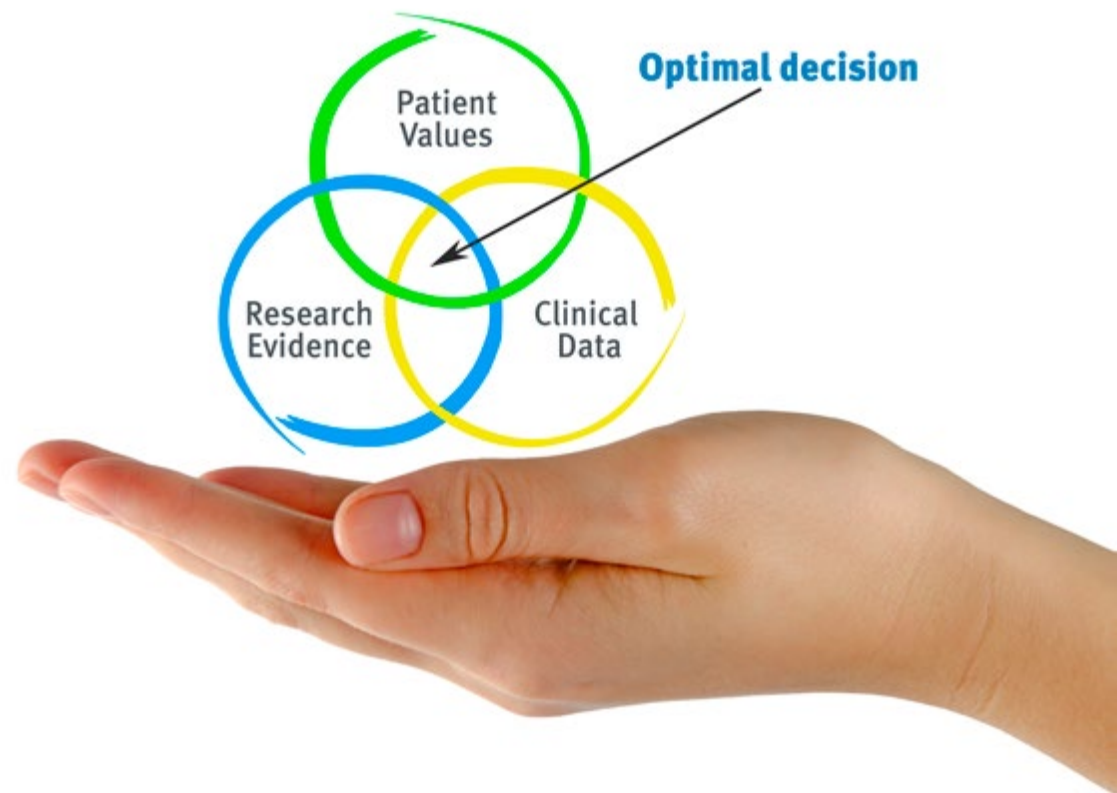 Optimal decision
Patient
Values
Research
Evidence
Clinical
Data